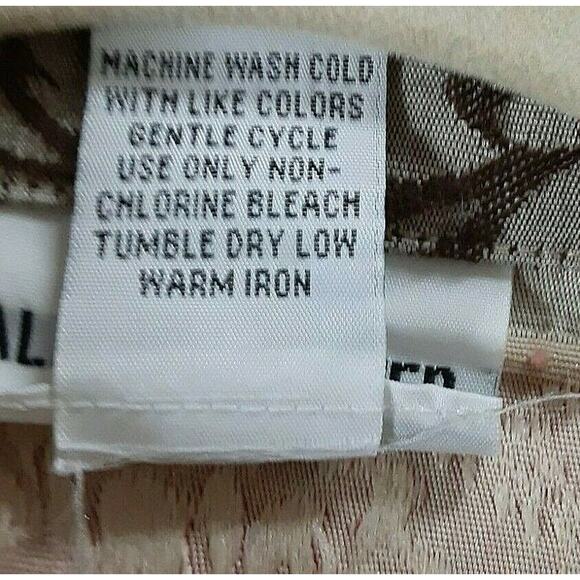 MACHINE WASH COLD
WITH LIKE COLORS
GENTLE CYCLE
USE ONLY NON-
CHLORINE BLEACH
TUMBLE DRY LOW
WARM IRON